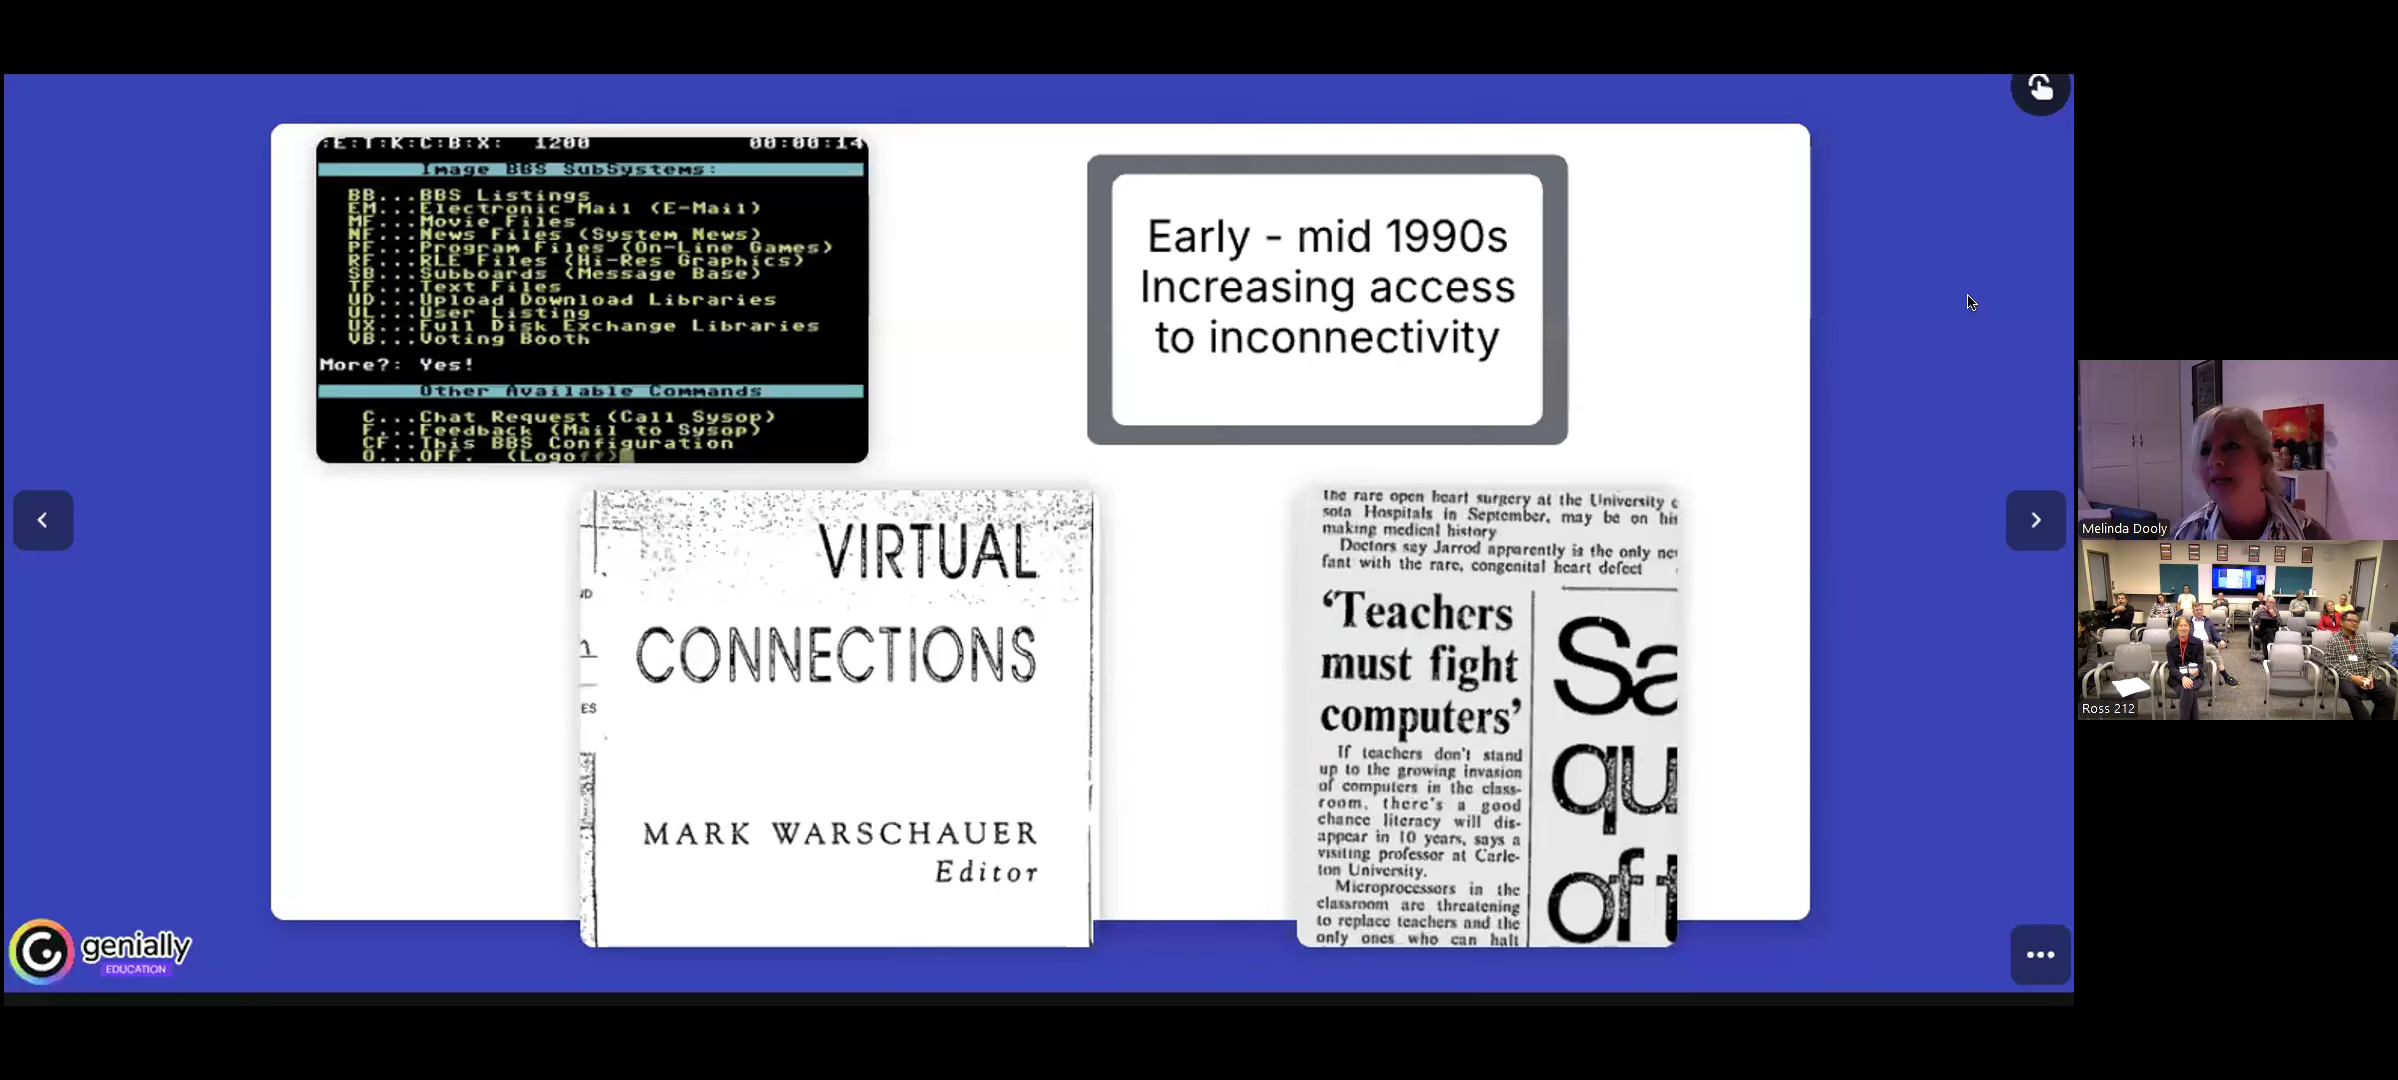 :E:T:K:C:B:X: 1200 00:00:14
Image BBS SubSystems:
BB...BBS Listings
EM...Electronic Mail (E-Mail)
MF...Movie Files
NF...News Files (System News)
PF...Program Files (On-Line Games)
RF...RLE Files (Hi-Res Graphics)
SB...Subboards (Message Base)
TF...Text Files
UD...Upload Download Libraries
UL...User Listing
UX...Full Disk Exchange Libraries
VB...Voting Booth
More?: Yes!
Other Available Commands
C...Chat Request (Call Sysop)
F...Feedback (Mail to Sysop)
CF..This BBS Configuration
O...OFF. (Logoff)
Early - mid 1990s
Increasing access
to inconnectivity
VIRTUAL
CONNECTIONS
MARK WARSCHAUER
Editor
ND
ES
the rare open heart surgery at the University
sota Hospitals in September, may be on his
making medical history
Doctors say Jarrod apparently is the only
fant with the rare, congenital heart defect
‘Teachers
must fight
computers’
If teachers don't stand
up to the growing invasion
of computers in the class-
room, there's a good
chance literacy will dis-
appear in 10 years, says a
visiting professor at Carle-
ton University.
Microprocessors in the
classroom are threatening
to replace teachers and the
only ones who can halt
Sa
qu
of t
genially
EDUCATION
Melinda Dooly
Ross 212